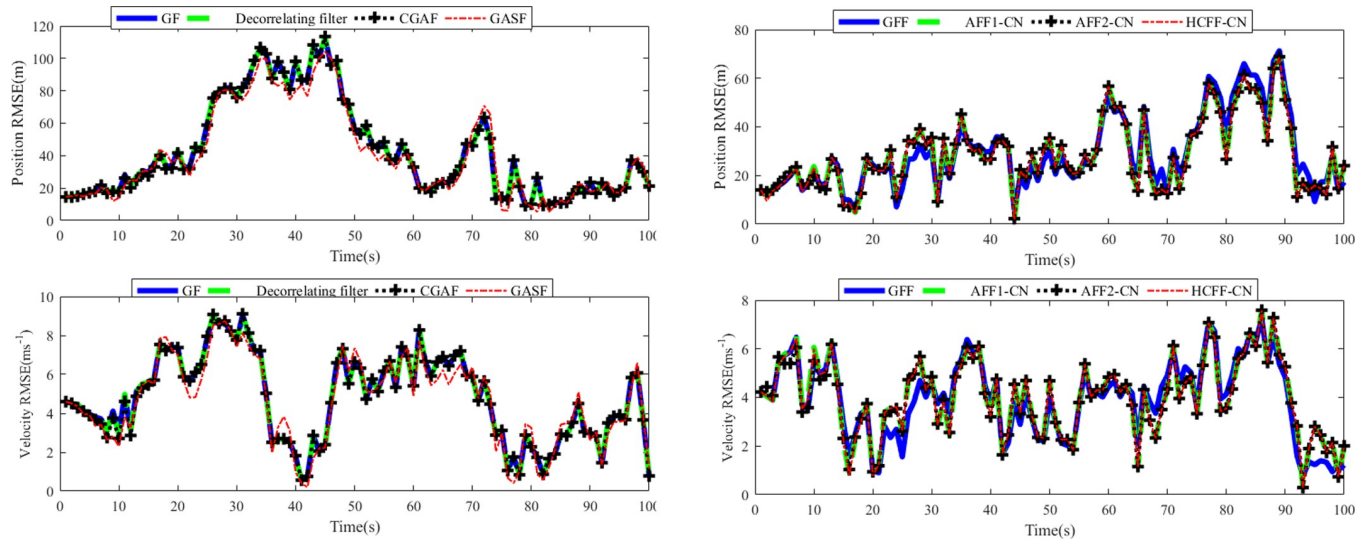 GF Decorrelating filter CGAF GASF
120
100
80
60
40
20
0
Position RMSE(m)
0 10 20 30 40 50 60 70 80 90 100
Time(s)
GFF AFF1-CN AFF2-CN HCFF-CN
80
60
40
20
0
Position RMSE(m)
0 10 20 30 40 50 60 70 80 90 100
Time(s)
GF Decorrelating filter CGAF GASF
10
8
6
4
2
0
Velocity RMSE(ms⁻¹)
0 10 20 30 40 50 60 70 80 90 100
Time(s)
GFF AFF1-CN AFF2-CN HCFF-CN
8
6
4
2
0
Velocity RMSE(ms⁻¹)
0 10 20 30 40 50 60 70 80 90 100
Time(s)